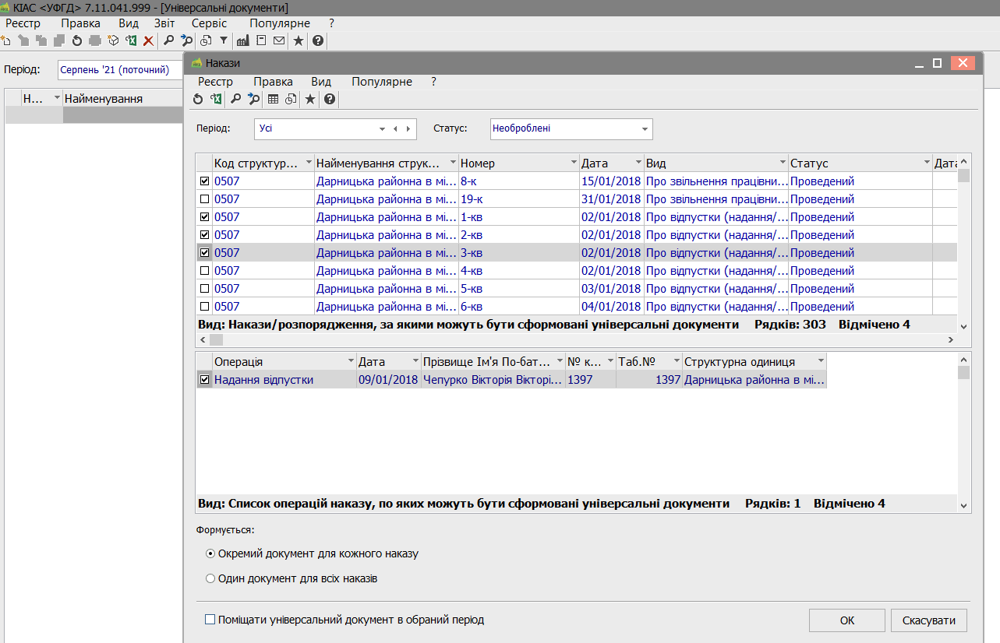 КІАС <УФГД> 7.11.041.999 - [Універсальні документи]
Реєстр Правка Вид Звіт Сервіс Популярне ?
Період: Серпень '21 (поточний)
Н... Найменування
Накази
Реєстр Правка Вид Популярне ?
Період: Усі Статус: Необроблені
Код структур... Найменування струк... Номер Дата Вид Статус Дата
0507 Дарницька районна в мі... 8-к 15/01/2018 Про звільнення працівни... Проведений
0507 Дарницька районна в мі... 19-к 31/01/2018 Про звільнення працівни... Проведений
0507 Дарницька районна в мі... 1-кв 02/01/2018 Про відпустки (надання/... Проведений
0507 Дарницька районна в мі... 2-кв 02/01/2018 Про відпустки (надання/... Проведений
0507 Дарницька районна в мі... 3-кв 02/01/2018 Про відпустки (надання/... Проведений
0507 Дарницька районна в мі... 4-кв 02/01/2018 Про відпустки (надання/... Проведений
0507 Дарницька районна в мі... 5-кв 03/01/2018 Про відпустки (надання/... Проведений
0507 Дарницька районна в мі... 6-кв 04/01/2018 Про відпустки (надання/... Проведений
Вид: Накази/розпорядження, за якими можуть бути сформовані універсальні документи Рядків: 303 Відмічено 4
Операція Дата Прізвище Ім'я По-бат... № к... Таб.№ Структурна одиниця
Надання відпустки 09/01/2018 Чепурко Вікторія Вікторі... 1397 1397 Дарницька районна в мі...
Вид: Список операцій наказу, по яких можуть бути сформовані універсальні документи Рядків: 1 Відмічено 4
Формується:
Окремий документ для кожного наказу
Один документ для всіх наказів
Поміщати універсальний документ в обраний період ОК Скасувати